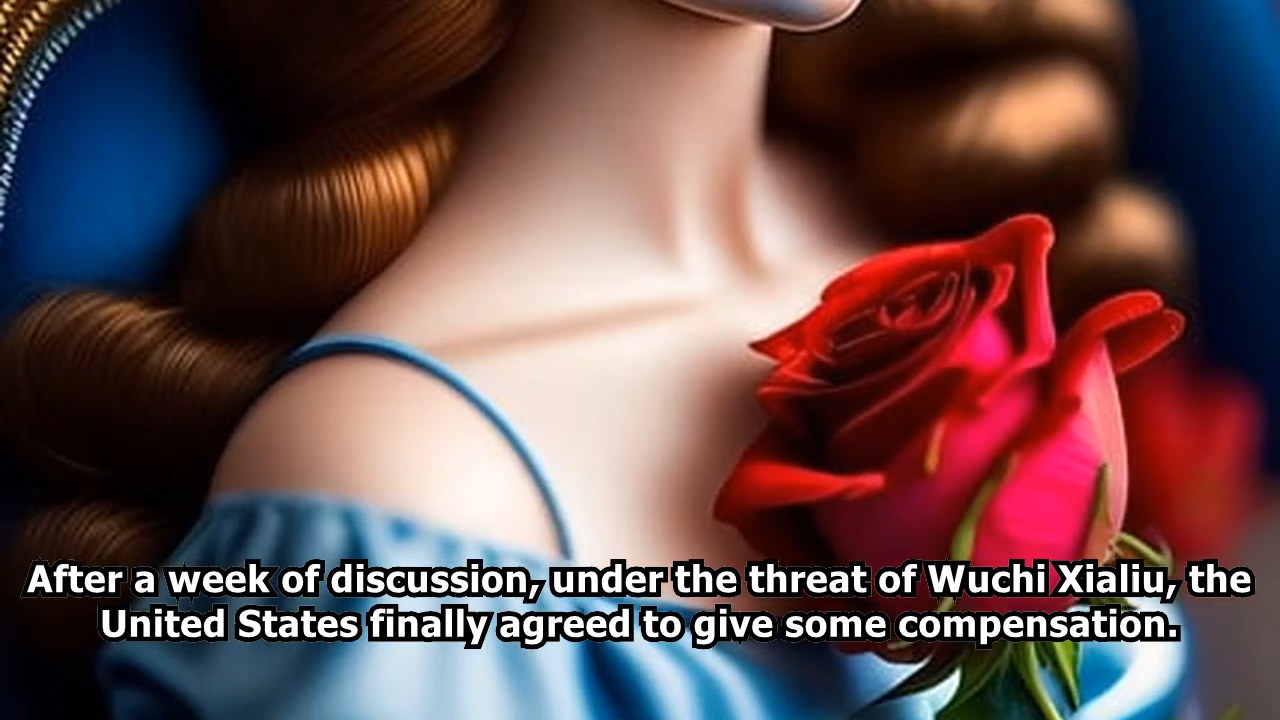 After a week of discussion, under the threat of Wuchi Xialiu, the
United States finally agreed to give some compensation.